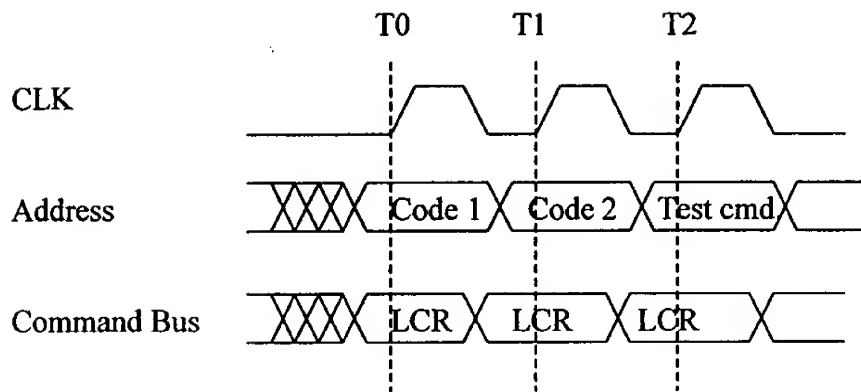 T0 T1 T2
CLK
Address Code 1 Code 2 Test cmd
Command Bus LCR LCR LCR